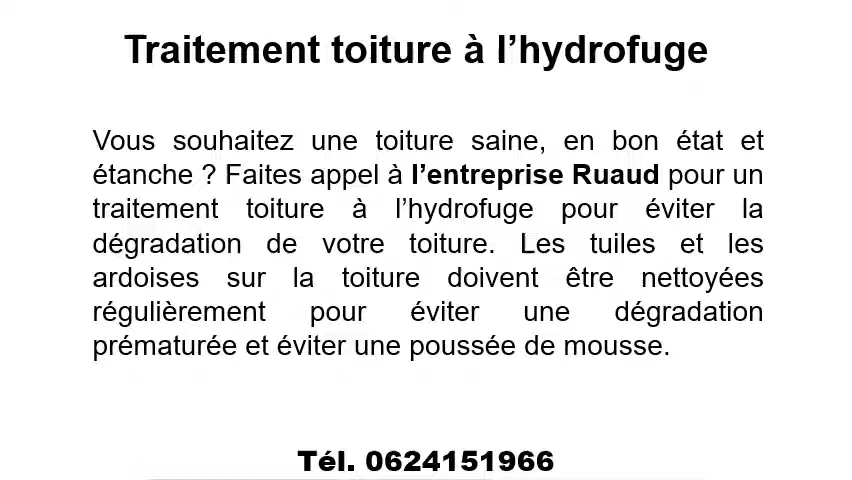 Traitement toiture à l’hydrofuge
Vous souhaitez une toiture saine, en bon état et
étanche ? Faites appel à l’entreprise Ruaud pour un
traitement toiture à l’hydrofuge pour éviter la
dégradation de votre toiture. Les tuiles et les
ardoises sur la toiture doivent être nettoyées
régulièrement pour éviter une dégradation
prématurée et éviter une poussée de mousse.
Tél. 0624151966